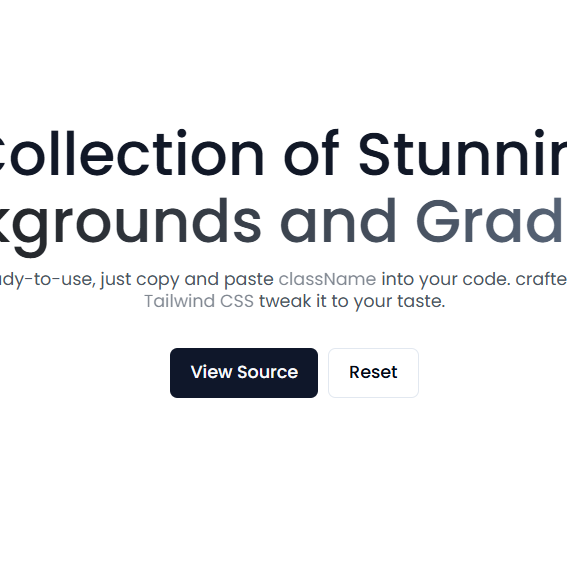 Collection of Stunnin
kgrounds and Grad
dy-to-use, just copy and paste className into your code. crafte
Tailwind CSS tweak it to your taste.
View Source
Reset